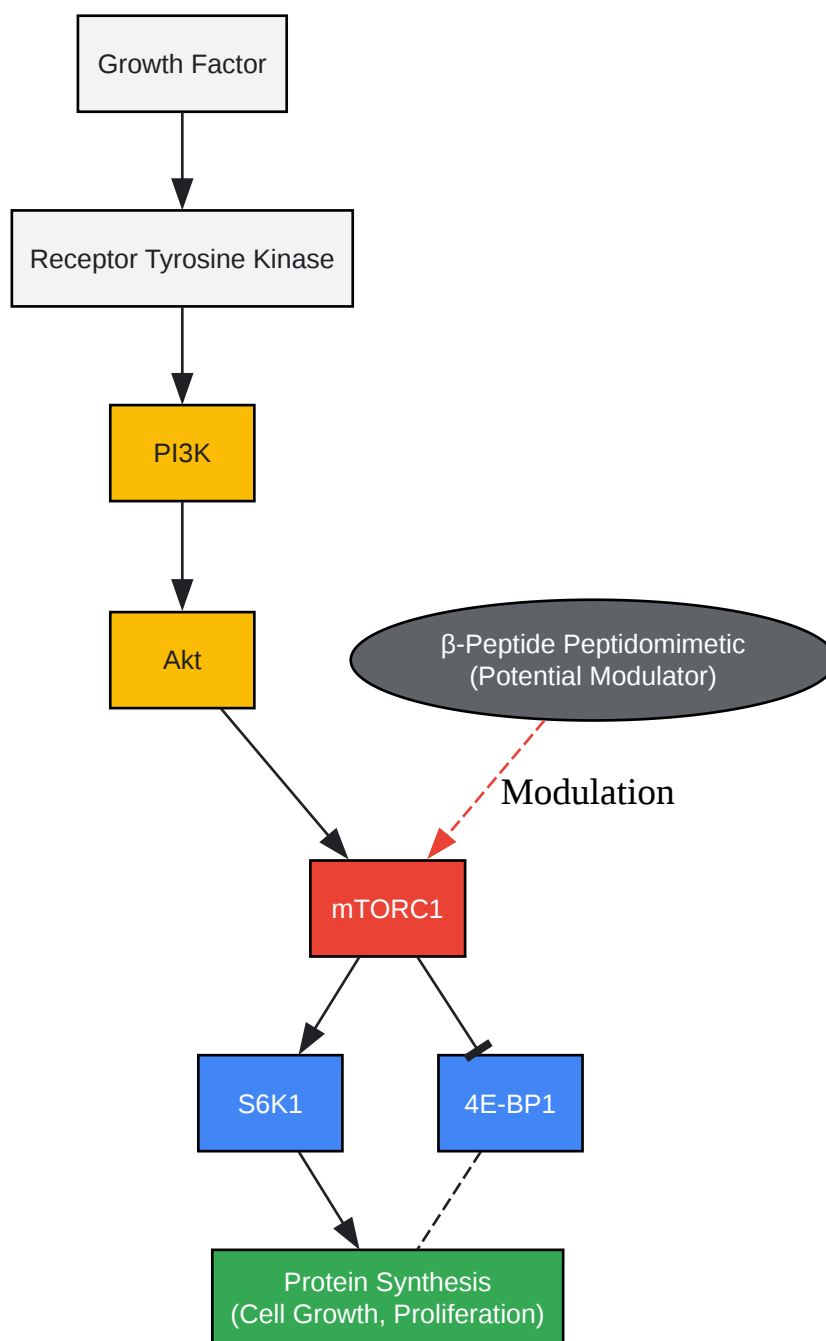 Growth Factor
Receptor Tyrosine Kinase
PI3K
Akt
β-Peptide Peptidomimetic
(Potential Modulator)
Modulation
mTORC1
S6K1
4E-BP1
Protein Synthesis
(Cell Growth, Proliferation)